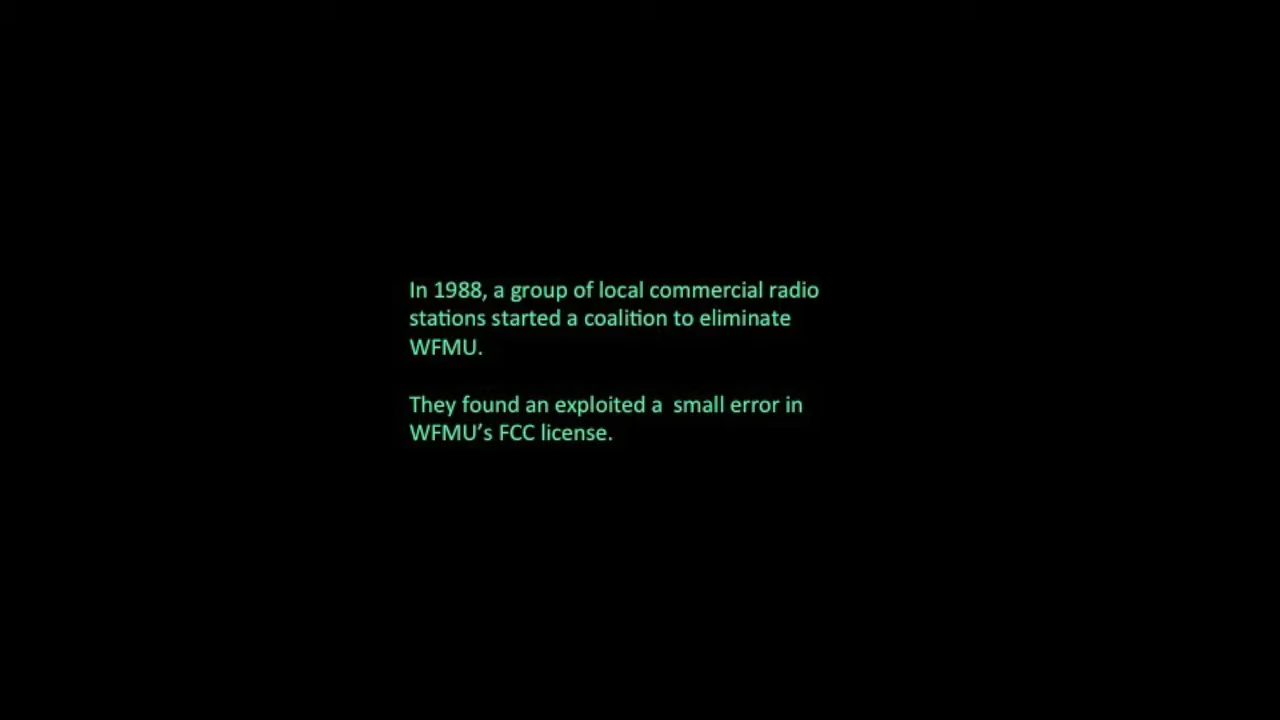 In 1988, a group of local commercial radio
stations started a coalition to eliminate
WFMU.
They found an exploited a  small error in
WFMU’s FCC license.